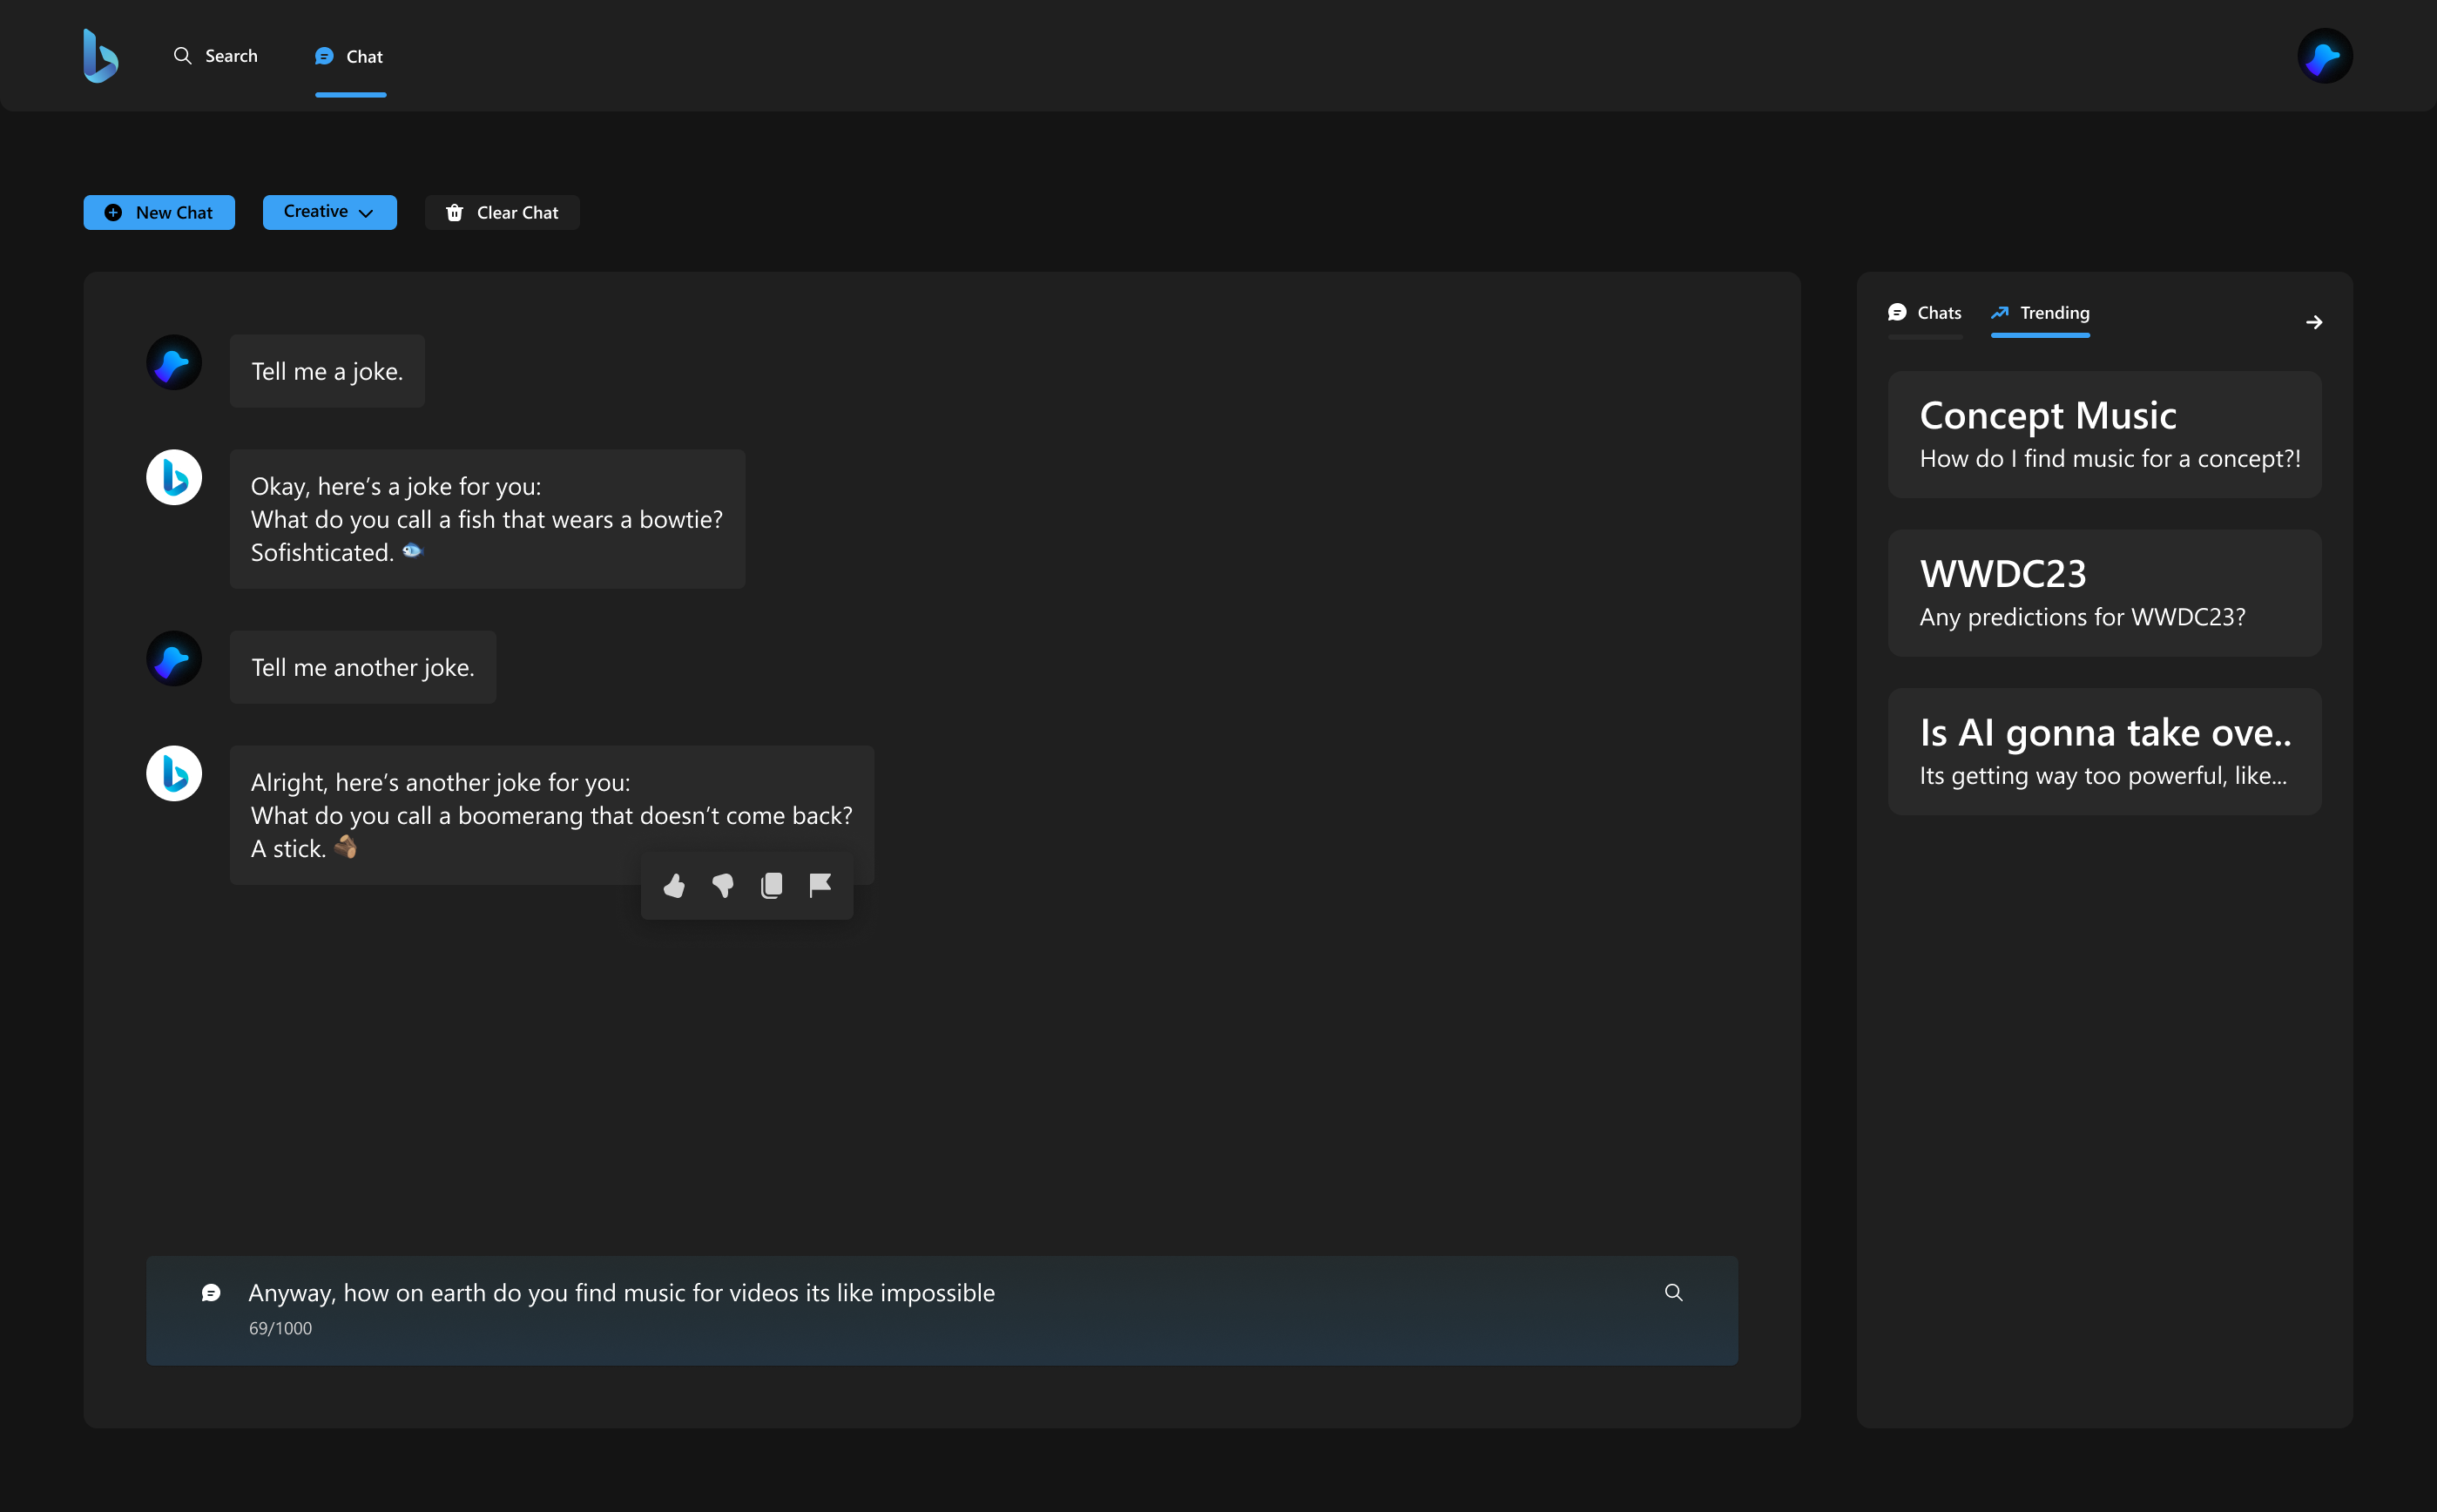 Search
Chat
New Chat
Creative
Clear Chat
Tell me a joke.
Okay, here’s a joke for you:
What do you call a fish that wears a bowtie?
Sofishticated. 🐟
Tell me another joke.
Alright, here’s another joke for you:
What do you call a boomerang that doesn’t come back?
A stick. 🪵
Anyway, how on earth do you find music for videos its like impossible
69/1000
Chats
Trending
Concept Music
How do I find music for a concept?!
WWDC23
Any predictions for WWDC23?
Is AI gonna take ove..
Its getting way too powerful, like...